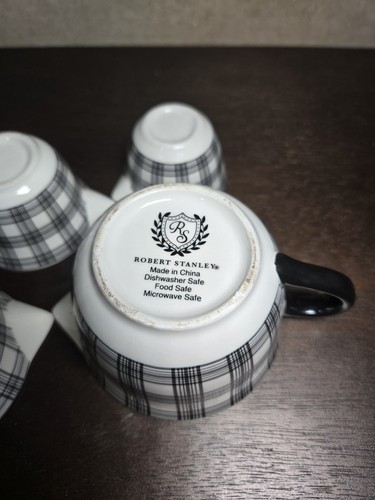 RS
ROBERT STANLEY®
Made in China
Dishwasher Safe
Food Safe
Microwave Safe